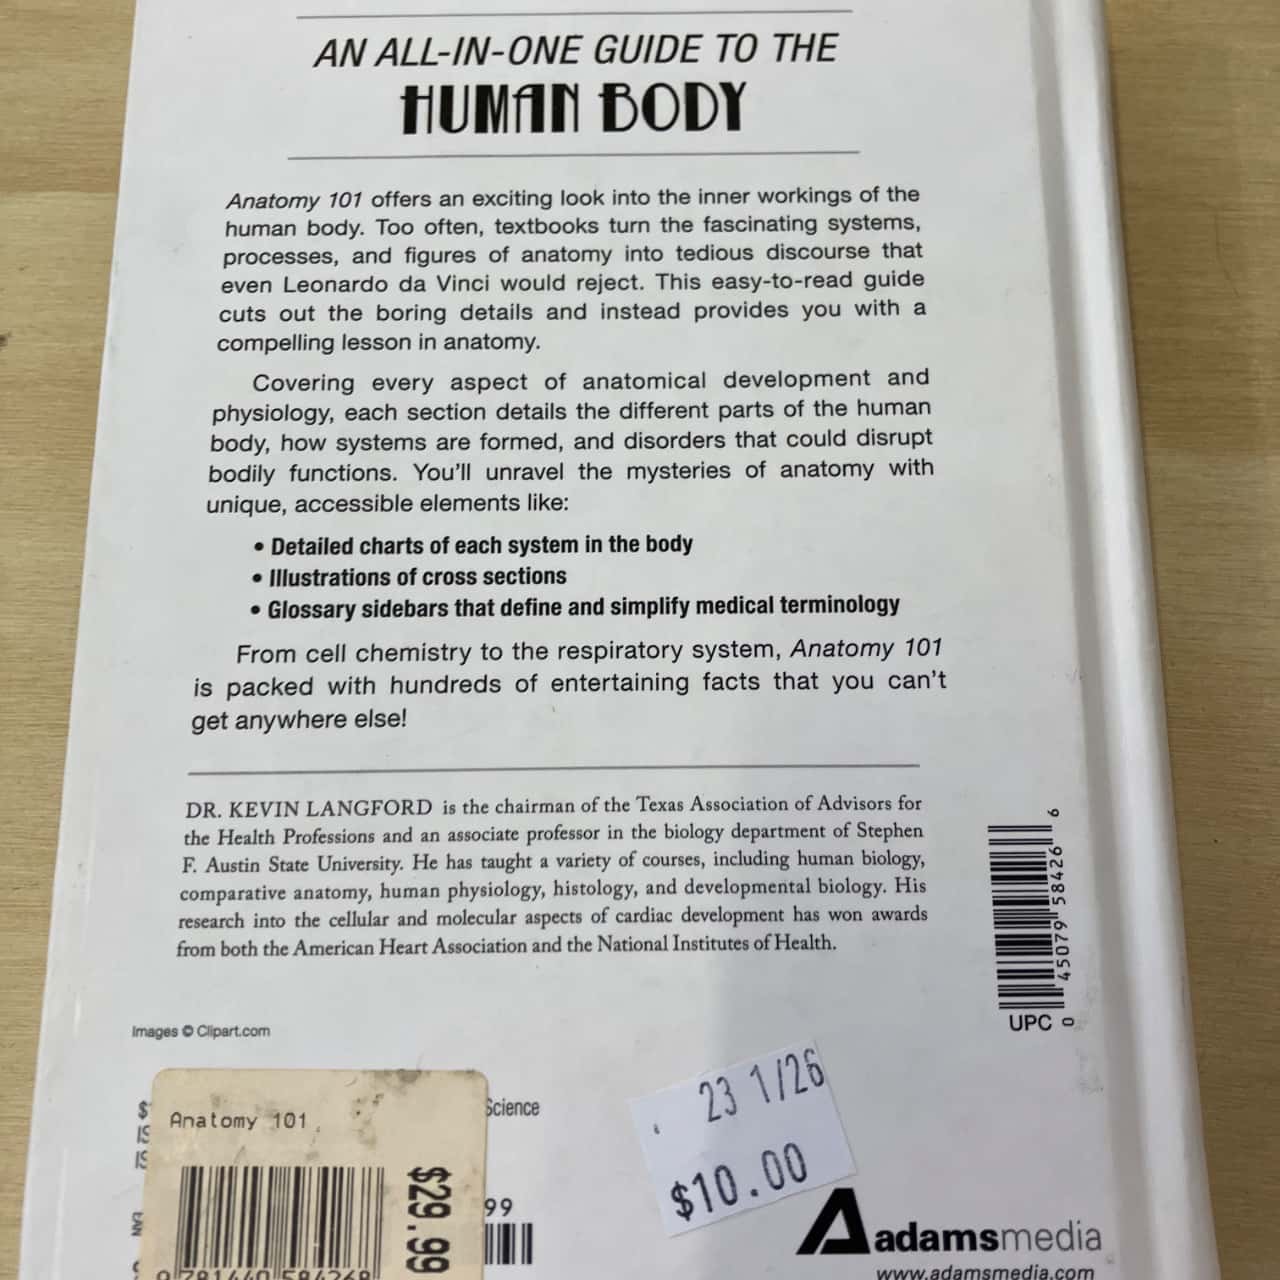 AN ALL-IN-ONE GUIDE TO THE
HUMAN BODY
Anatomy 101 offers an exciting look into the inner workings of the
human body. Too often, textbooks turn the fascinating systems,
processes, and figures of anatomy into tedious discourse that
even Leonardo da Vinci would reject. This easy-to-read guide
cuts out the boring details and instead provides you with a
compelling lesson in anatomy.
Covering every aspect of anatomical development and
physiology, each section details the different parts of the human
body, how systems are formed, and disorders that could disrupt
bodily functions. You'll unravel the mysteries of anatomy with
unique, accessible elements like:
• Detailed charts of each system in the body
• Illustrations of cross sections
• Glossary sidebars that define and simplify medical terminology
From cell chemistry to the respiratory system, Anatomy 101
is packed with hundreds of entertaining facts that you can't
get anywhere else!
DR. KEVIN LANGFORD is the chairman of the Texas Association of Advisors for
the Health Professions and an associate professor in the biology department of Stephen
F. Austin State University. He has taught a variety of courses, including human biology,
comparative anatomy, human physiology, histology, and developmental biology. His
research into the cellular and molecular aspects of cardiac development has won awards
from both the American Heart Association and the National Institutes of Health.
Images © Clipart.com
UPC
0 45079 58426 6
Science
99
EAN
Anatomy 101
$29.99
9 781440 584268
23 1/26
$10.00
adamsmedia
www.adamsmedia.com